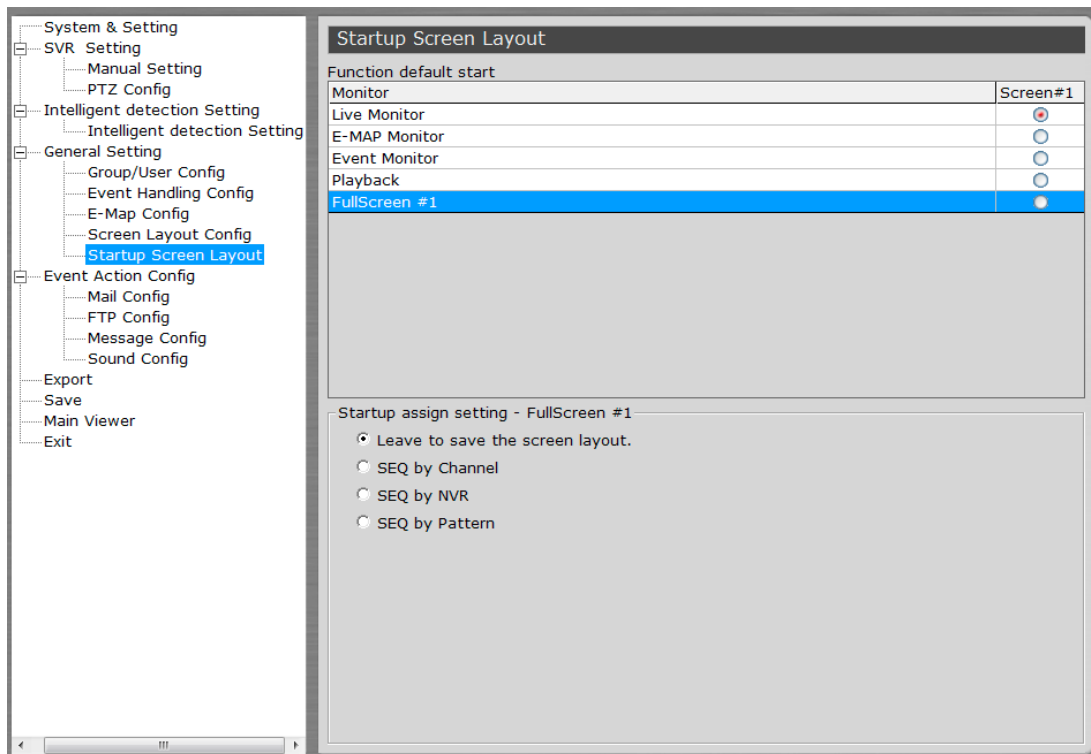 System & Setting
SVR  Setting
Manual Setting
PTZ Config
Intelligent detection Setting
Intelligent detection Setting
General Setting
Group/User Config
Event Handling Config
E-Map Config
Screen Layout Config
Startup Screen Layout
Event Action Config
Mail Config
FTP Config
Message Config
Sound Config
Export
Save
Main Viewer
Exit
Startup Screen Layout
Function default start
Monitor Screen#1
Live Monitor
E-MAP Monitor
Event Monitor
Playback
FullScreen #1
Startup assign setting - FullScreen #1
Leave to save the screen layout.
SEQ by Channel
SEQ by NVR
SEQ by Pattern